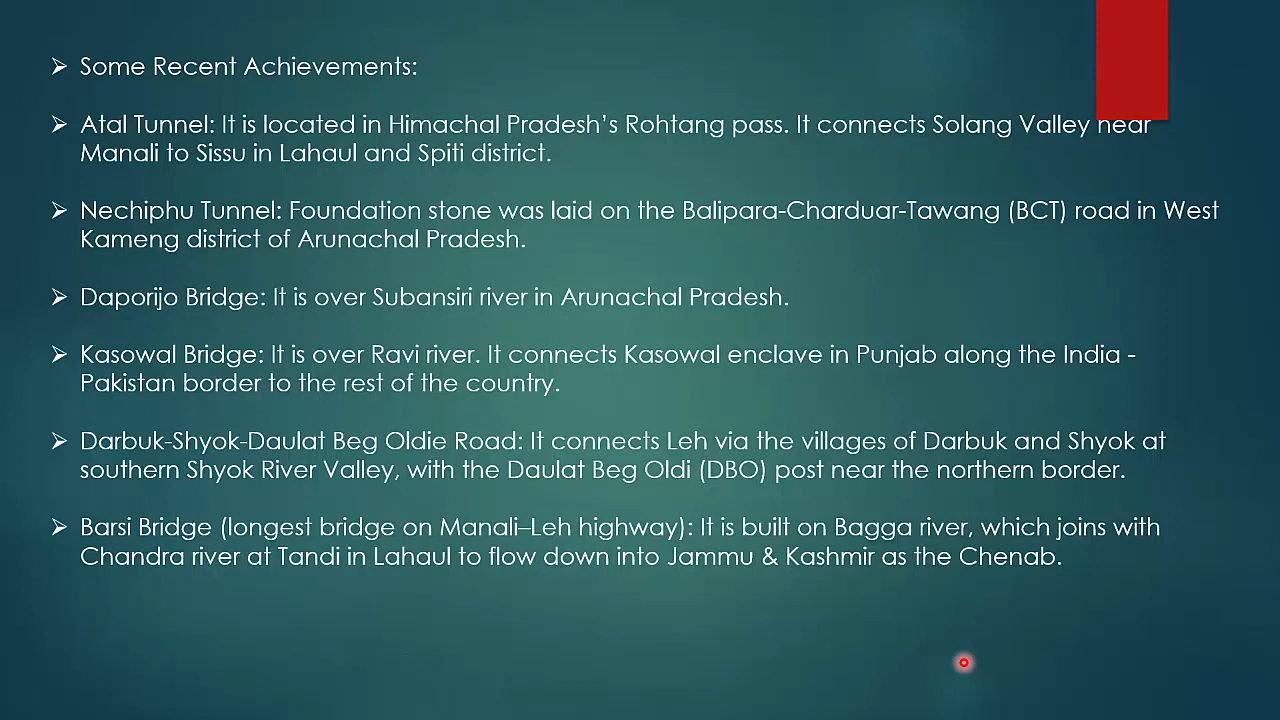 Some Recent Achievements:
Atal Tunnel: It is located in Himachal Pradesh’s Rohtang pass. It connects Solang Valley near
Manali to Sissu in Lahaul and Spiti district.
Nechiphu Tunnel: Foundation stone was laid on the Balipara-Charduar-Tawang (BCT) road in West
Kameng district of Arunachal Pradesh.
Daporijo Bridge: It is over Subansiri river in Arunachal Pradesh.
Kasowal Bridge: It is over Ravi river. It connects Kasowal enclave in Punjab along the India -
Pakistan border to the rest of the country.
Darbuk-Shyok-Daulat Beg Oldie Road: It connects Leh via the villages of Darbuk and Shyok at
southern Shyok River Valley, with the Daulat Beg Oldi (DBO) post near the northern border.
Barsi Bridge (longest bridge on Manali–Leh highway): It is built on Bagga river, which joins with
Chandra river at Tandi in Lahaul to flow down into Jammu & Kashmir as the Chenab.